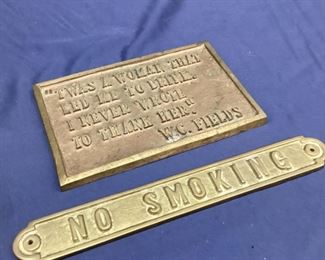 "TWAS A WOMAN THAT
LED ME TO DRINK.
I NEVER WROTE
TO THANK HER."
W.C. FIELDS
NO SMOKING